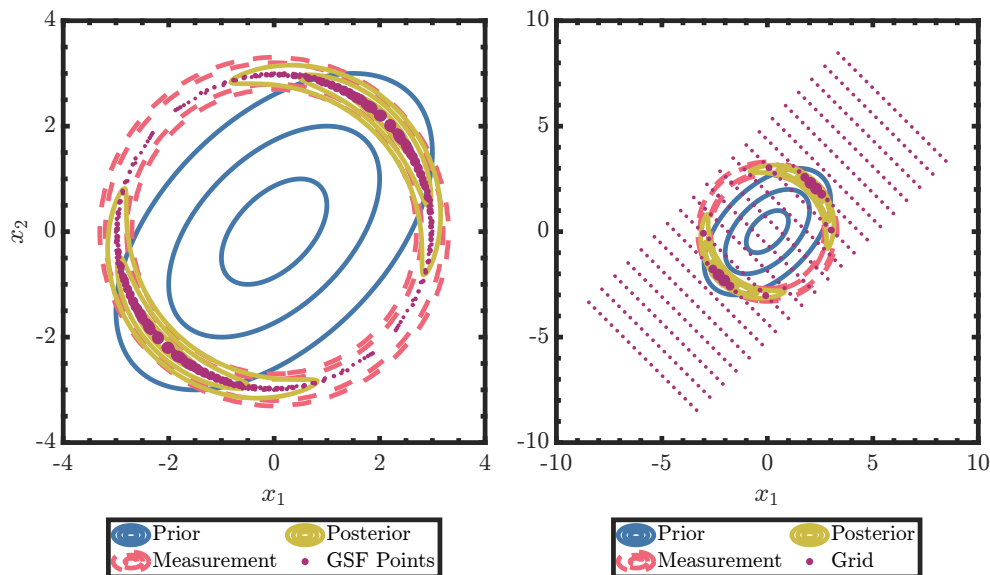 4
2
0
-2
-4
-4 -2 0 2 4
x2
x1
Prior Posterior
Measurement GSF Points
10
5
0
-5
-10
-10 -5 0 5 10
x2
x1
Prior Posterior
Measurement Grid